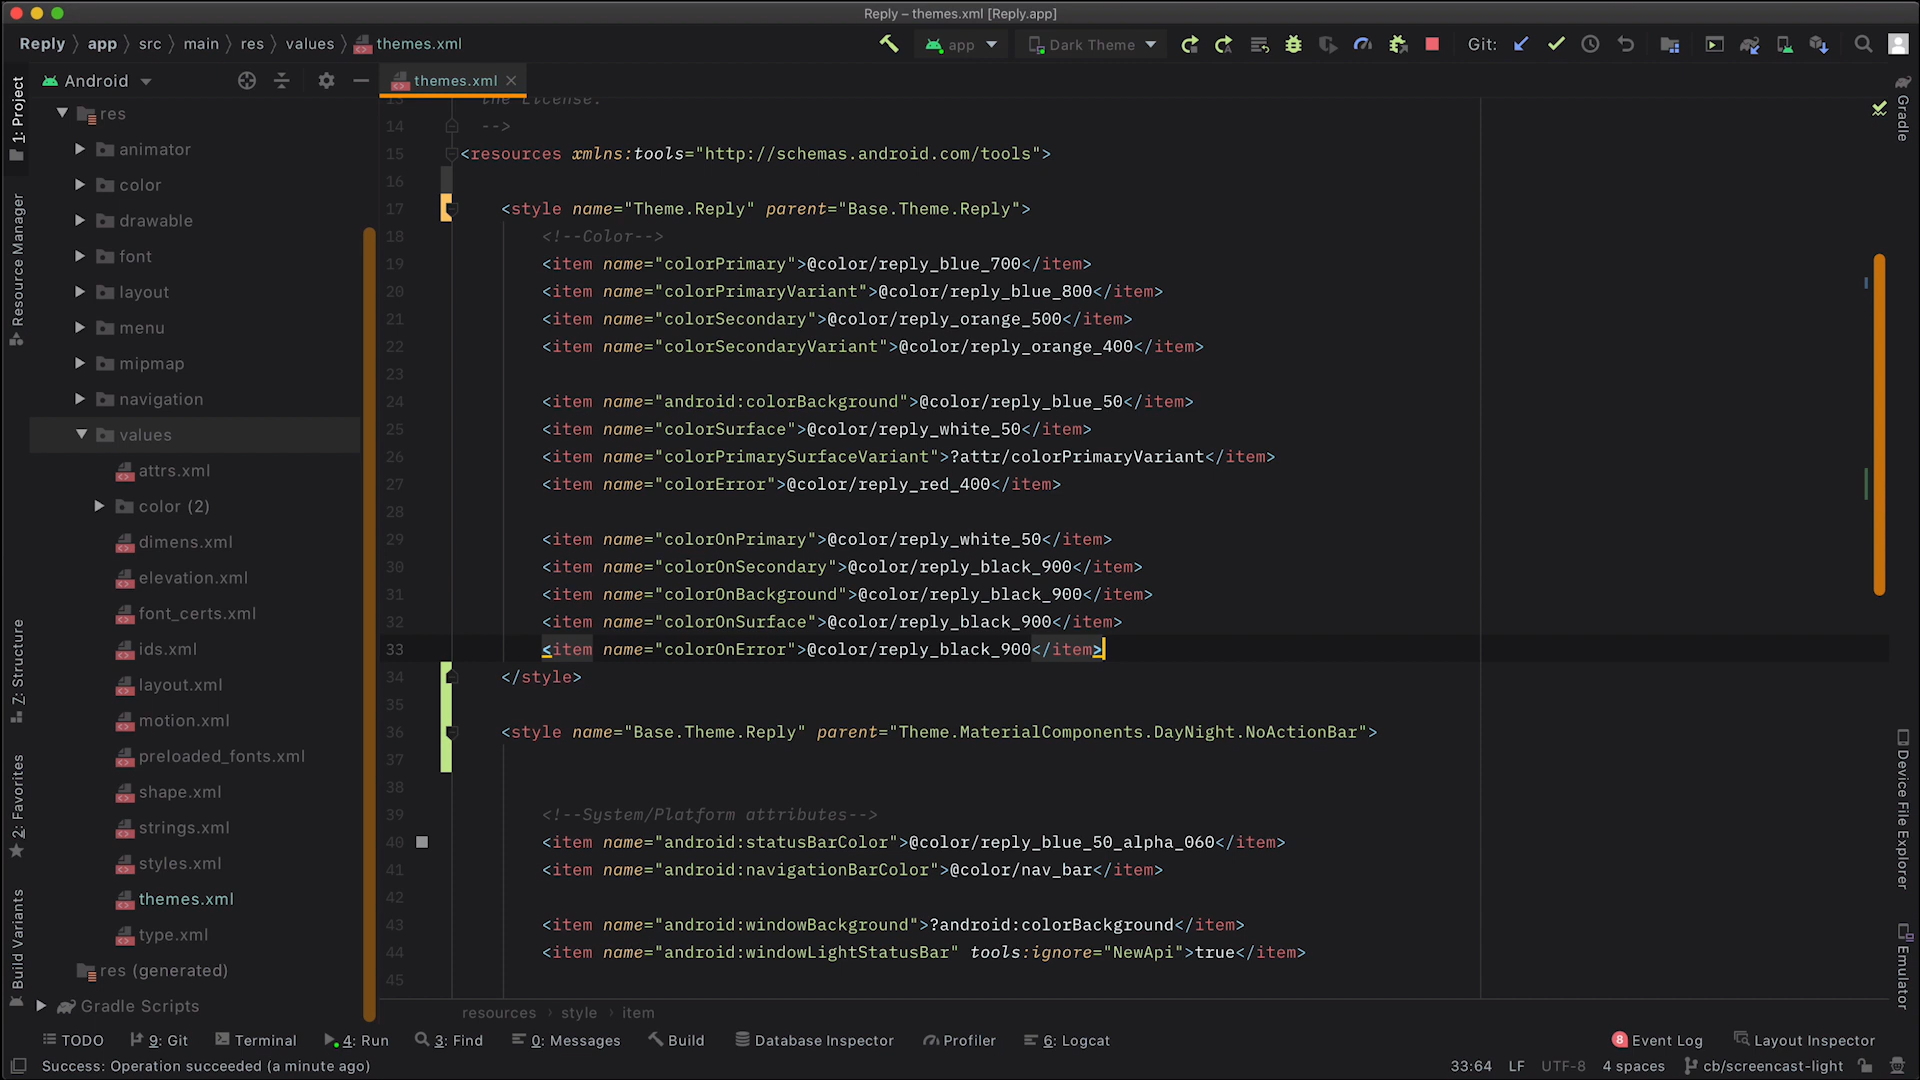 Reply – themes.xml [Reply.app]
Reply app src main res values themes.xml
app Dark Theme Git:
1: Project
Resource Manager
Z: Structure
2: Favorites
Build Variants
Android
res
animator
color
drawable
font
layout
menu
mipmap
navigation
values
attrs.xml
color (2)
dimens.xml
elevation.xml
font_certs.xml
ids.xml
layout.xml
motion.xml
preloaded_fonts.xml
shape.xml
strings.xml
styles.xml
themes.xml
type.xml
res (generated)
Gradle Scripts
themes.xml
13 the License.
14 -->
15 <resources xmlns:tools="http://schemas.android.com/tools">
16
17 <style name="Theme.Reply" parent="Base.Theme.Reply">
18 <!--Color-->
19 <item name="colorPrimary">@color/reply_blue_700</item>
20 <item name="colorPrimaryVariant">@color/reply_blue_800</item>
21 <item name="colorSecondary">@color/reply_orange_500</item>
22 <item name="colorSecondaryVariant">@color/reply_orange_400</item>
23
24 <item name="android:colorBackground">@color/reply_blue_50</item>
25 <item name="colorSurface">@color/reply_white_50</item>
26 <item name="colorPrimarySurfaceVariant">?attr/colorPrimaryVariant</item>
27 <item name="colorError">@color/reply_red_400</item>
28
29 <item name="colorOnPrimary">@color/reply_white_50</item>
30 <item name="colorOnSecondary">@color/reply_black_900</item>
31 <item name="colorOnBackground">@color/reply_black_900</item>
32 <item name="colorOnSurface">@color/reply_black_900</item>
33 <item name="colorOnError">@color/reply_black_900</item>
34 </style>
35
36 <style name="Base.Theme.Reply" parent="Theme.MaterialComponents.DayNight.NoActionBar">
37
38
39 <!--System/Platform attributes-->
40 <item name="android:statusBarColor">@color/reply_blue_50_alpha_060</item>
41 <item name="android:navigationBarColor">@color/nav_bar</item>
42
43 <item name="android:windowBackground">?android:colorBackground</item>
44 <item name="android:windowLightStatusBar" tools:ignore="NewApi">true</item>
45
resources › style › item
Gradle
Device File Explorer
Emulator
TODO 9: Git Terminal 4: Run 3: Find 0: Messages Build Database Inspector Profiler 6: Logcat 8 Event Log Layout Inspector
Success: Operation succeeded (a minute ago) 33:64 LF UTF-8 4 spaces cb/screencast-light